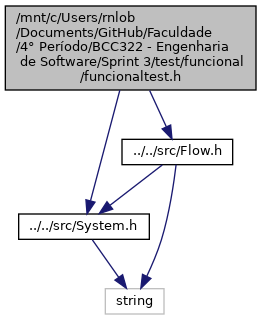 /mnt/c/Users/rnlob
/Documents/GitHub/Faculdade
/4° Período/BCC322 - Engenharia
de Software/Sprint 3/test/funcional
/funcionaltest.h
../../src/Flow.h
../../src/System.h
string